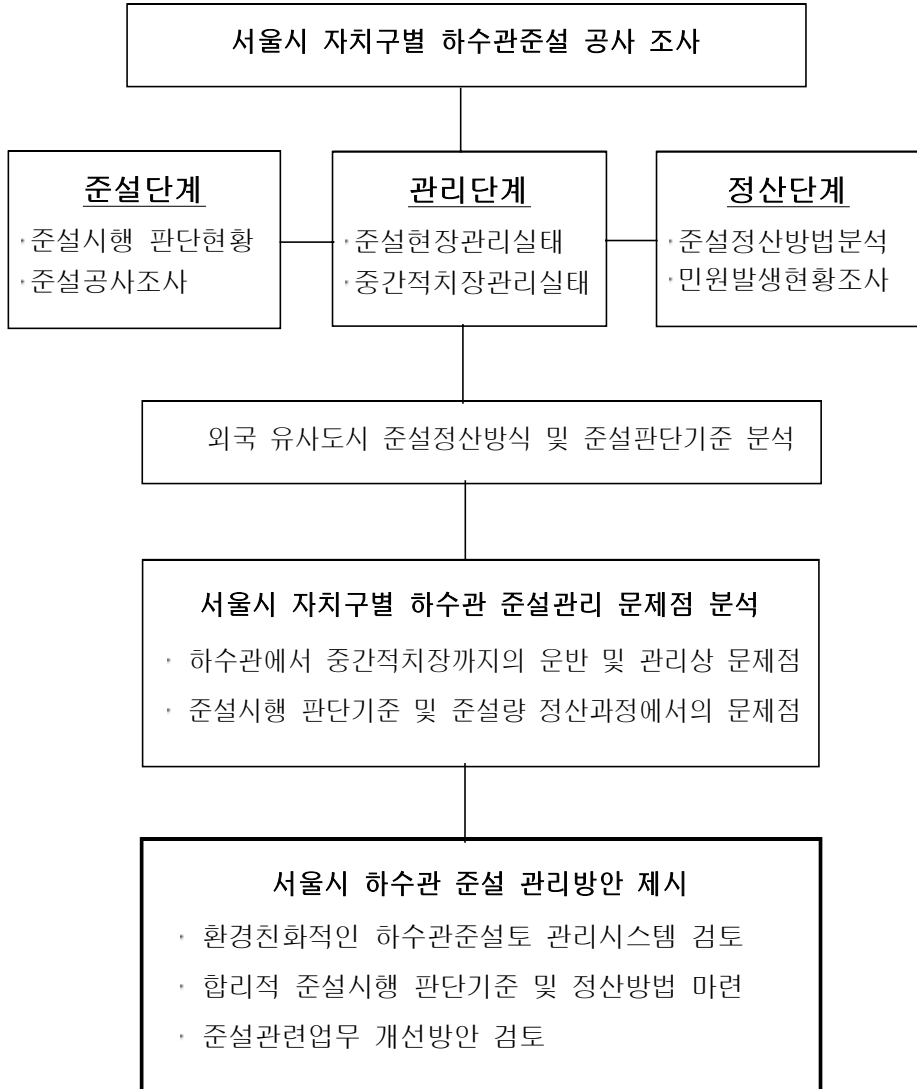 서울시 자치구별 하수관준설 공사 조사
준설단계
·준설시행 판단현황
·준설공사조사
관리단계
·준설현장관리실태
·중간적치장관리실태
정산단계
·준설정산방법분석
·민원발생현황조사
외국 유사도시 준설정산방식 및 준설판단기준 분석
서울시 자치구별 하수관 준설관리 문제점 분석
· 하수관에서 중간적치장까지의 운반 및 관리상 문제점
· 준설시행 판단기준 및 준설량 정산과정에서의 문제점
서울시 하수관 준설 관리방안 제시
· 환경친화적인 하수관준설토 관리시스템 검토
· 합리적 준설시행 판단기준 및 정산방법 마련
· 준설관련업무 개선방안 검토